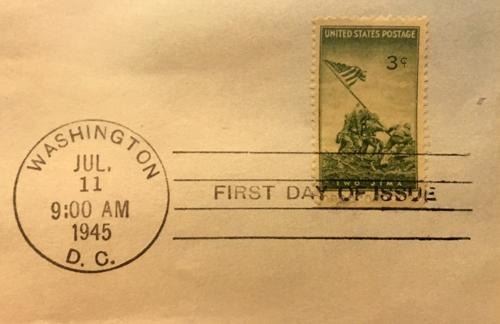 UNITED STATES POSTAGE
3¢
IWO JIMA
WASHINGTON
JUL.
11
9:00 AM
1945
D. C.
FIRST DAY OF ISSUE